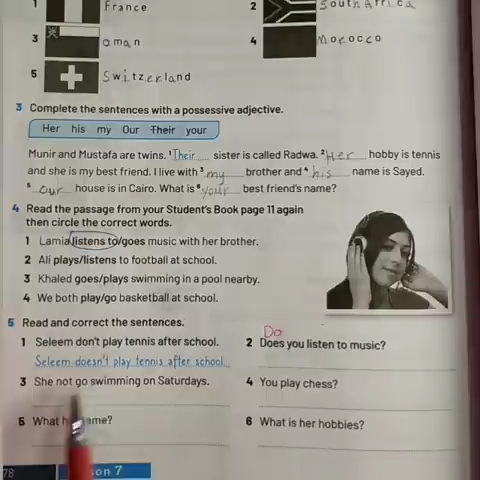 1 France 2 South Africa
3 Oman 4 Morocco
5 Switzerland
3 Complete the sentences with a possessive adjective.
Her his my Our Their your
Munir and Mustafa are twins. ¹Their sister is called Radwa. ²Her hobby is tennis
and she is my best friend. I live with ³my brother and ⁴his name is Sayed.
⁵our house is in Cairo. What is ⁶your best friend's name?
4 Read the passage from your Student's Book page 11 again
then circle the correct words.
1 Lamia listens to/goes music with her brother.
2 Ali plays/listens to football at school.
3 Khaled goes/plays swimming in a pool nearby.
4 We both play/go basketball at school.
5 Read and correct the sentences.
Do
1 Seleem don't play tennis after school. 2 Does you listen to music?
Seleem doesn't play tennis after school
3 She not go swimming on Saturdays. 4 You play chess?
5 What h ame? 6 What is her hobbies?
78 on 7